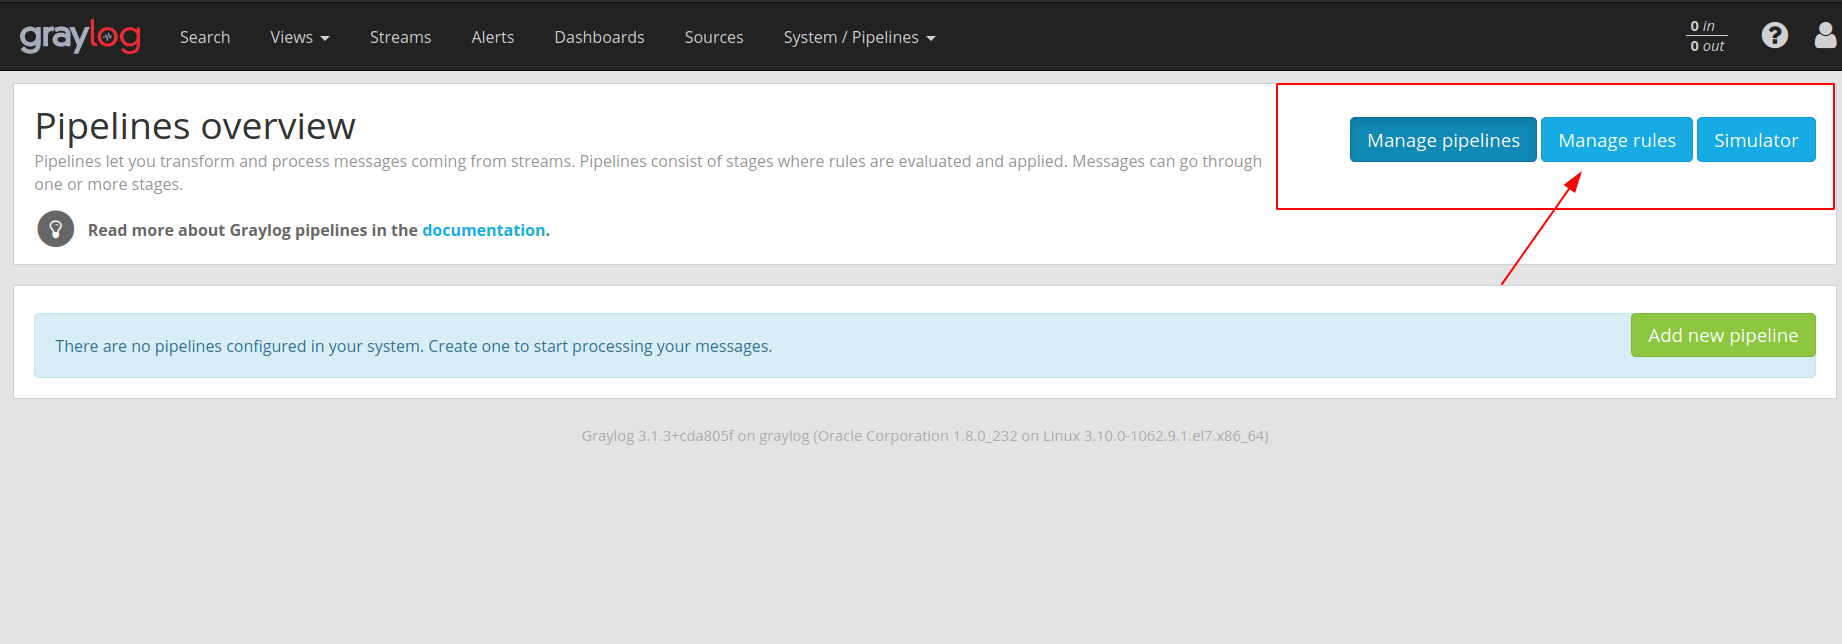 graylog Search Views Streams Alerts Dashboards Sources System / Pipelines 0 in
0 out
Pipelines overview
Manage pipelines Manage rules Simulator
Pipelines let you transform and process messages coming from streams. Pipelines consist of stages where rules are evaluated and applied. Messages can go through
one or more stages.
Read more about Graylog pipelines in the documentation.
There are no pipelines configured in your system. Create one to start processing your messages.
Add new pipeline
Graylog 3.1.3+cda805f on graylog (Oracle Corporation 1.8.0_232 on Linux 3.10.0-1062.9.1.el7.x86_64)